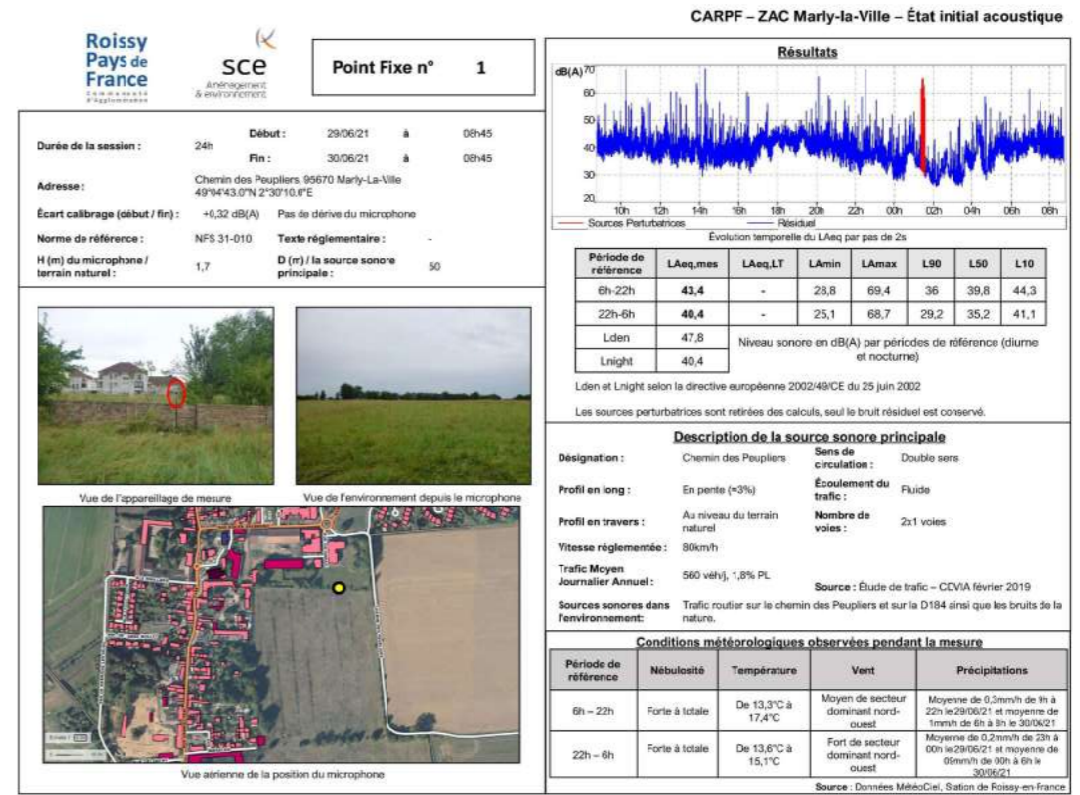 CARPF – ZAC Marly-la-Ville – État initial acoustique
Roissy
Pays de
France
Communauté
d'Agglomération
sce
Aménagement
& environnement
Point Fixe n° 1
Durée de la session :
24h
Début : 29/06/21 à 08h45
Fin : 30/06/21 à 08h45
Adresse :
Chemin des Peupliers 95670 Marly-La-Ville
Écart calibrage (début / fin) : +0,32 dB(A) Pas de dérive du microphone
Norme de référence : NFS 31-010 Texte réglementaire : -
H (m) du microphone /
terrain naturel :
1,7
D (m) / la source sonore
principale :
50
Vue de l'appareillage de mesure
Vue de l'environnement depuis le microphone
Vue aérienne de la position du microphone
Résultats
dB(A)
70
60
50
40
30
20
10h 12h 14h 16h 18h 20h 22h 00h 02h 04h 06h 08h
Sources Perturbatrices Résiduel
Évolution temporelle du LAeq par pas de 2s
Période de
référence
LAeq,mes LAeq,LT LAmin LAmax L90 L50 L10
6h-22h 43,4 - 28,8 69,4 36 39,8 44,3
22h-6h 40,4 - 25,1 68,7 29,2 35,2 41,1
Lden 47,8
Lnight 40,4
Niveau sonore en dB(A) par périodes de référence (diurne
et nocturne)
Lden et Lnight selon la directive européenne 2002/49/CE du 25 juin 2002
Les sources perturbatrices sont retirées des calculs, seul le bruit résiduel est conservé.
Description de la source sonore principale
Désignation : Chemin des Peupliers
Sens de
circulation :
Double sens
Profil en long : En pente (≈3%)
Écoulement du
trafic :
Fluide
Profil en travers :
Au niveau du terrain
naturel
Nombre de
voies :
2x1 voies
Vitesse réglementée : 80km/h
Trafic Moyen
Journalier Annuel :
560 véh/j, 1,8% PL
Source : Étude de trafic – CDVIA février 2019
Sources sonores dans
l'environnement:
Trafic routier sur le chemin des Peupliers et sur la D184 ainsi que les bruits de la
nature.
Conditions météorologiques observées pendant la mesure
Période de
référence
Nébulosité Température Vent Précipitations
6h – 22h
Forte à totale
De 13,3°C à
17,4°C
Moyen de secteur
dominant nord-
ouest
Moyenne de 0,3mm/h de 9h à
22h le29/06/21 et moyenne de
1mm/h de 6h à 8h le 30/06/21
22h – 6h
Forte à totale
De 13,6°C à
15,1°C
Fort de secteur
dominant nord-
ouest
Moyenne de 0,2mm/h de 23h à
00h le29/06/21 et moyenne de
09mm/h de 00h à 6h le
30/06/21
Source : Données MétéoCiel, Sation de Roissy-en-France